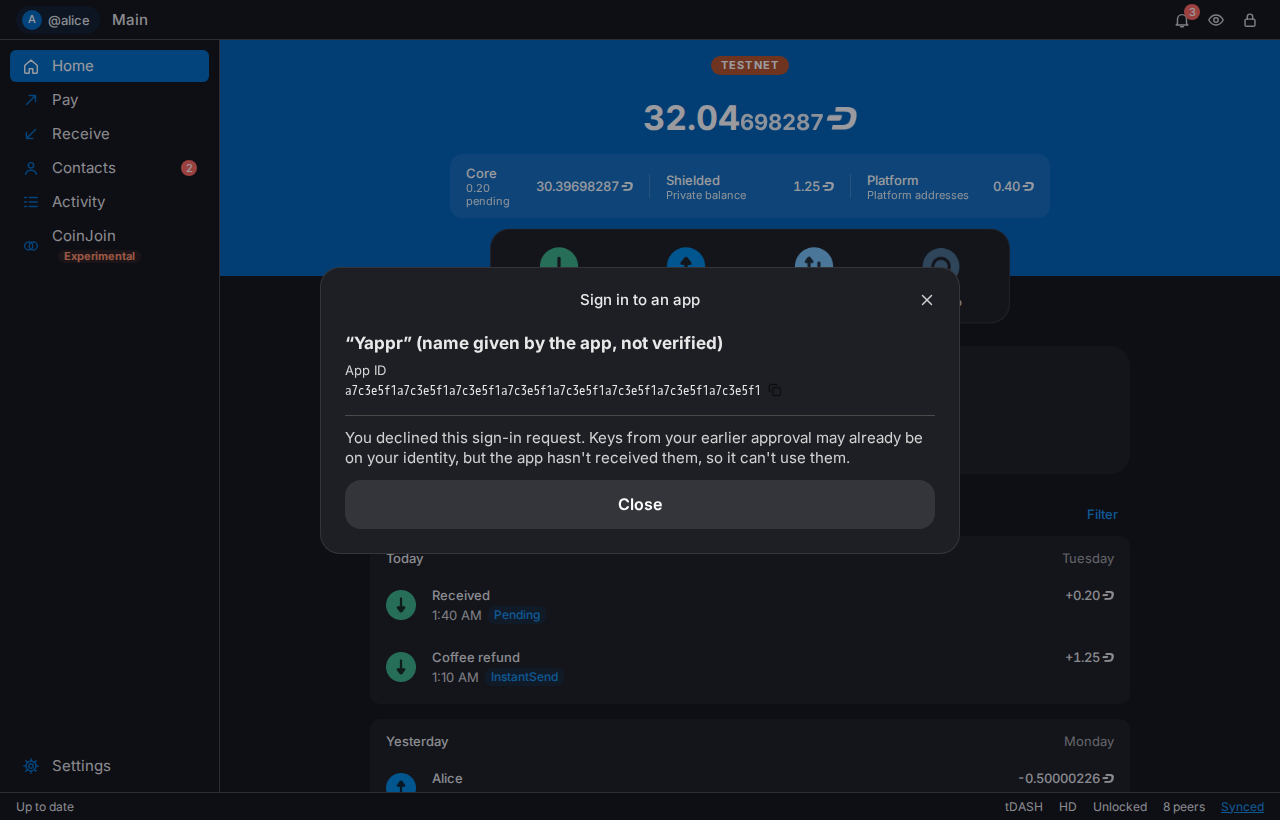 A @alice Main 3
Home
Pay
Receive
Contacts 2
Activity
CoinJoin
Experimental
Settings
TESTNET
32.04698287
Core
0.20 pending
30.39698287
Shielded
Private balance
1.25
Platform
Platform addresses
0.40
Sign in to an app
“Yappr” (name given by the app, not verified)
App ID
a7c3e5f1a7c3e5f1a7c3e5f1a7c3e5f1a7c3e5f1a7c3e5f1a7c3e5f1a7c3e5f1
You declined this sign-in request. Keys from your earlier approval may already be
on your identity, but the app hasn't received them, so it can't use them.
Close
Filter
Today Tuesday
Received +0.20
1:40 AM Pending
Coffee refund +1.25
1:10 AM InstantSend
Yesterday Monday
Alice -0.50000226
Up to date tDASH HD Unlocked 8 peers Synced